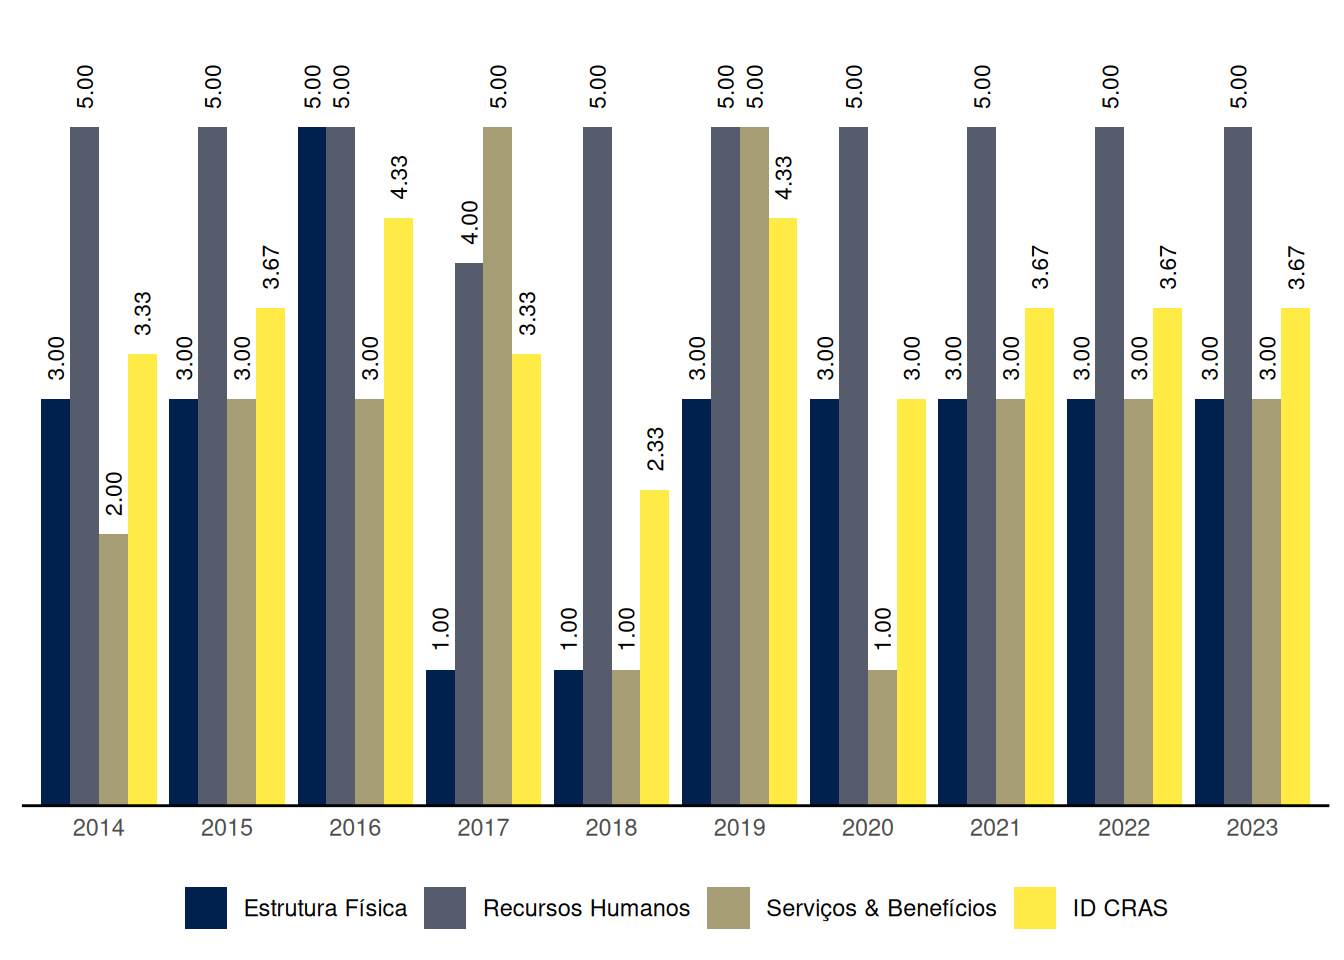 5.00 5.00 5.00 5.00 5.00 5.00 5.00 5.00 5.00 5.00 5.00 5.00
4.33 4.33
4.00
3.67 3.67 3.67 3.67
3.33 3.33
3.00 3.00 3.00 3.00 3.00 3.00 3.00 3.00 3.00 3.00 3.00 3.00 3.00
2.33
2.00
1.00 1.00 1.00 1.00
2014 2015 2016 2017 2018 2019 2020 2021 2022 2023
Estrutura Física Recursos Humanos Serviços & Benefícios ID CRAS